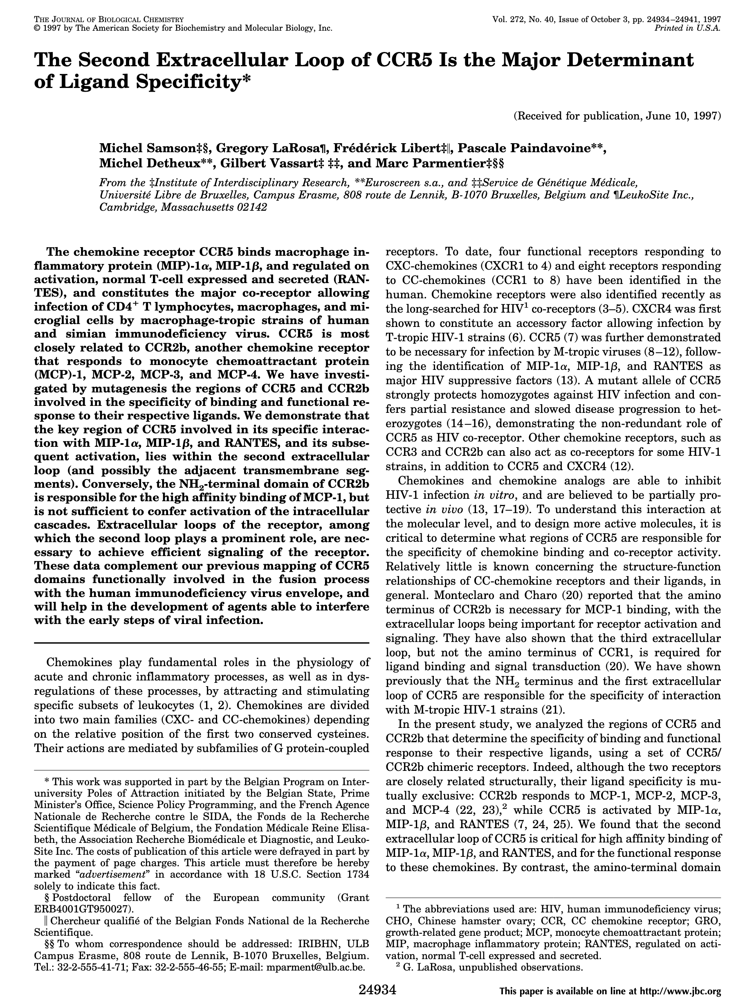 THE JOURNAL OF BIOLOGICAL CHEMISTRY
© 1997 by The American Society for Biochemistry and Molecular Biology, Inc.
Vol. 272, No. 40, Issue of October 3, pp. 24934–24941, 1997
Printed in U.S.A.
The Second Extracellular Loop of CCR5 Is the Major Determinant
of Ligand Specificity*
(Received for publication, June 10, 1997)
Michel Samson‡§, Gregory LaRosa¶, Frédérick Libert‡‖, Pascale Paindavoine**,
Michel Detheux**, Gilbert Vassart‡ ‡‡, and Marc Parmentier‡§§
From the ‡Institute of Interdisciplinary Research, **Euroscreen s.a., and ‡‡Service de Génétique Médicale,
Université Libre de Bruxelles, Campus Erasme, 808 route de Lennik, B-1070 Bruxelles, Belgium and ¶LeukoSite Inc.,
Cambridge, Massachusetts 02142
The chemokine receptor CCR5 binds macrophage in-
flammatory protein (MIP)-1α, MIP-1β, and regulated on
activation, normal T-cell expressed and secreted (RAN-
TES), and constitutes the major co-receptor allowing
infection of CD4⁺ T lymphocytes, macrophages, and mi-
croglial cells by macrophage-tropic strains of human
and simian immunodeficiency virus. CCR5 is most
closely related to CCR2b, another chemokine receptor
that responds to monocyte chemoattractant protein
(MCP)-1, MCP-2, MCP-3, and MCP-4. We have investi-
gated by mutagenesis the regions of CCR5 and CCR2b
involved in the specificity of binding and functional re-
sponse to their respective ligands. We demonstrate that
the key region of CCR5 involved in its specific interac-
tion with MIP-1α, MIP-1β, and RANTES, and its subse-
quent activation, lies within the second extracellular
loop (and possibly the adjacent transmembrane seg-
ments). Conversely, the NH₂-terminal domain of CCR2b
is responsible for the high affinity binding of MCP-1, but
is not sufficient to confer activation of the intracellular
cascades. Extracellular loops of the receptor, among
which the second loop plays a prominent role, are nec-
essary to achieve efficient signaling of the receptor.
These data complement our previous mapping of CCR5
domains functionally involved in the fusion process
with the human immunodeficiency virus envelope, and
will help in the development of agents able to interfere
with the early steps of viral infection.
Chemokines play fundamental roles in the physiology of
acute and chronic inflammatory processes, as well as in dys-
regulations of these processes, by attracting and stimulating
specific subsets of leukocytes (1, 2). Chemokines are divided
into two main families (CXC- and CC-chemokines) depending
on the relative position of the first two conserved cysteines.
Their actions are mediated by subfamilies of G protein-coupled
* This work was supported in part by the Belgian Program on Inter-
university Poles of Attraction initiated by the Belgian State, Prime
Minister's Office, Science Policy Programming, and the French Agence
Nationale de Recherche contre le SIDA, the Fonds de la Recherche
Scientifique Médicale of Belgium, the Fondation Médicale Reine Elisa-
beth, the Association Recherche Biomédicale et Diagnostic, and Leuko-
Site Inc. The costs of publication of this article were defrayed in part by
the payment of page charges. This article must therefore be hereby
marked “advertisement” in accordance with 18 U.S.C. Section 1734
solely to indicate this fact.
§ Postdoctoral fellow of the European community (Grant
ERB4001GT950027).
‖ Chercheur qualifié of the Belgian Fonds National de la Recherche
Scientifique.
§§ To whom correspondence should be addressed: IRIBHN, ULB
Campus Erasme, 808 route de Lennik, B-1070 Bruxelles, Belgium.
Tel.: 32-2-555-41-71; Fax: 32-2-555-46-55; E-mail: mparment@ulb.ac.be.
receptors. To date, four functional receptors responding to
CXC-chemokines (CXCR1 to 4) and eight receptors responding
to CC-chemokines (CCR1 to 8) have been identified in the
human. Chemokine receptors were also identified recently as
the long-searched for HIV¹ co-receptors (3–5). CXCR4 was first
shown to constitute an accessory factor allowing infection by
T-tropic HIV-1 strains (6). CCR5 (7) was further demonstrated
to be necessary for infection by M-tropic viruses (8–12), follow-
ing the identification of MIP-1α, MIP-1β, and RANTES as
major HIV suppressive factors (13). A mutant allele of CCR5
strongly protects homozygotes against HIV infection and con-
fers partial resistance and slowed disease progression to het-
erozygotes (14–16), demonstrating the non-redundant role of
CCR5 as HIV co-receptor. Other chemokine receptors, such as
CCR3 and CCR2b can also act as co-receptors for some HIV-1
strains, in addition to CCR5 and CXCR4 (12).
Chemokines and chemokine analogs are able to inhibit
HIV-1 infection in vitro, and are believed to be partially pro-
tective in vivo (13, 17–19). To understand this interaction at
the molecular level, and to design more active molecules, it is
critical to determine what regions of CCR5 are responsible for
the specificity of chemokine binding and co-receptor activity.
Relatively little is known concerning the structure-function
relationships of CC-chemokine receptors and their ligands, in
general. Monteclaro and Charo (20) reported that the amino
terminus of CCR2b is necessary for MCP-1 binding, with the
extracellular loops being important for receptor activation and
signaling. They have also shown that the third extracellular
loop, but not the amino terminus of CCR1, is required for
ligand binding and signal transduction (20). We have shown
previously that the NH₂ terminus and the first extracellular
loop of CCR5 are responsible for the specificity of interaction
with M-tropic HIV-1 strains (21).
In the present study, we analyzed the regions of CCR5 and
CCR2b that determine the specificity of binding and functional
response to their respective ligands, using a set of CCR5/
CCR2b chimeric receptors. Indeed, although the two receptors
are closely related structurally, their ligand specificity is mu-
tually exclusive: CCR2b responds to MCP-1, MCP-2, MCP-3,
and MCP-4 (22, 23),² while CCR5 is activated by MIP-1α,
MIP-1β, and RANTES (7, 24, 25). We found that the second
extracellular loop of CCR5 is critical for high affinity binding of
MIP-1α, MIP-1β, and RANTES, and for the functional response
to these chemokines. By contrast, the amino-terminal domain
¹ The abbreviations used are: HIV, human immunodeficiency virus;
CHO, Chinese hamster ovary; CCR, CC chemokine receptor; GRO,
growth-related gene product; MCP, monocyte chemoattractant protein;
MIP, macrophage inflammatory protein; RANTES, regulated on acti-
vation, normal T-cell expressed and secreted.
² G. LaRosa, unpublished observations.
24934
This paper is available on line at http://www.jbc.org